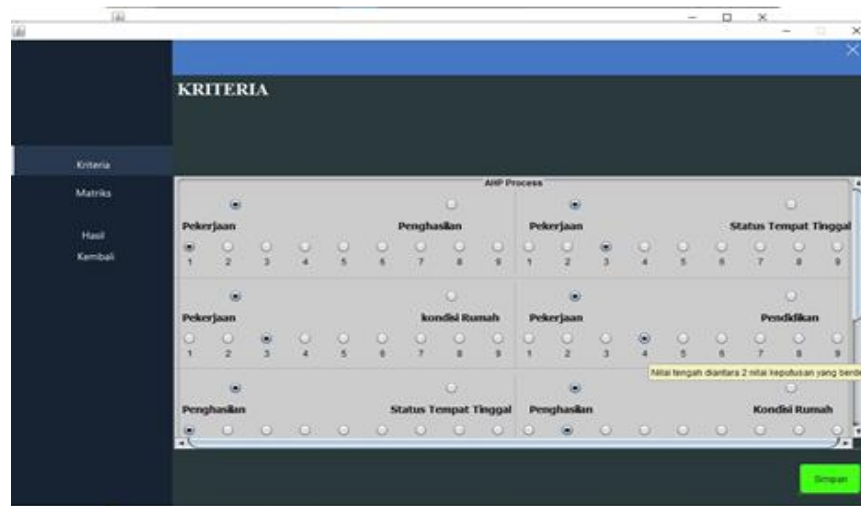 KRITERIA
Kriteria
Matriks
Hasil
Kembali
AHP Process
Pekerjaan Penghasilan
1 2 3 4 5 6 7 8 9
Pekerjaan Status Tempat Tinggal
1 2 3 4 5 6 7 8 9
Pekerjaan kondisi Rumah
1 2 3 4 5 6 7 8 9
Pekerjaan Pendidikan
1 2 3 4 5 6 7 8 9
Nilai tengah diantara 2 nilai keputusan yang berde
Penghasilan Status Tempat Tinggal
Penghasilan Kondisi Rumah
Simpan